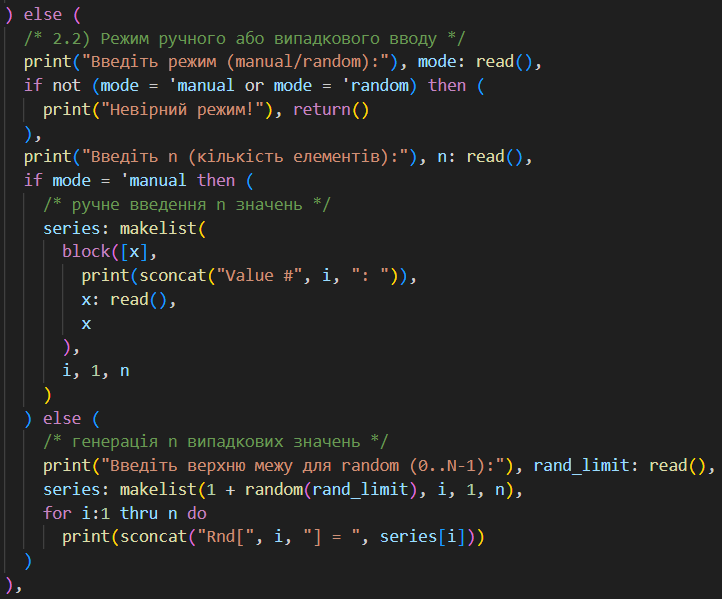 ) else (
  /* 2.2) Режим ручного або випадкового вводу */
  print("Введіть режим (manual/random):"), mode: read(),
  if not (mode = 'manual or mode = 'random) then (
    print("Невірний режим!"), return()
  ),
  print("Введіть n (кількість елементів):"), n: read(),
  if mode = 'manual then (
    /* ручне введення n значень */
    series: makelist(
      block([x],
        print(sconcat("Value #", i, ": ")),
        x: read(),
        x
      ),
      i, 1, n
    )
  ) else (
    /* генерація n випадкових значень */
    print("Введіть верхню межу для random (0..N-1):"), rand_limit: read(),
    series: makelist(1 + random(rand_limit), i, 1, n),
    for i:1 thru n do
      print(sconcat("Rnd[", i, "] = ", series[i]))
  )
),